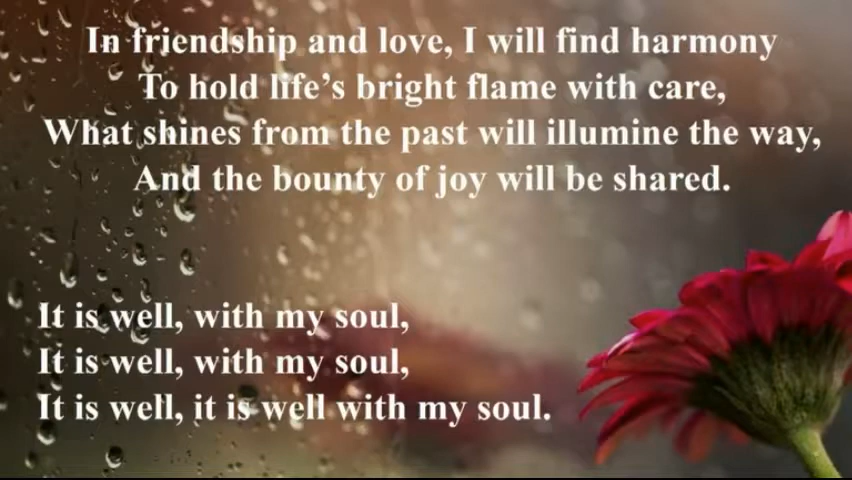 In friendship and love, I will find harmony
To hold life’s bright flame with care,
What shines from the past will illumine the way,
And the bounty of joy will be shared.
It is well, with my soul,
It is well, with my soul,
It is well, it is well with my soul.